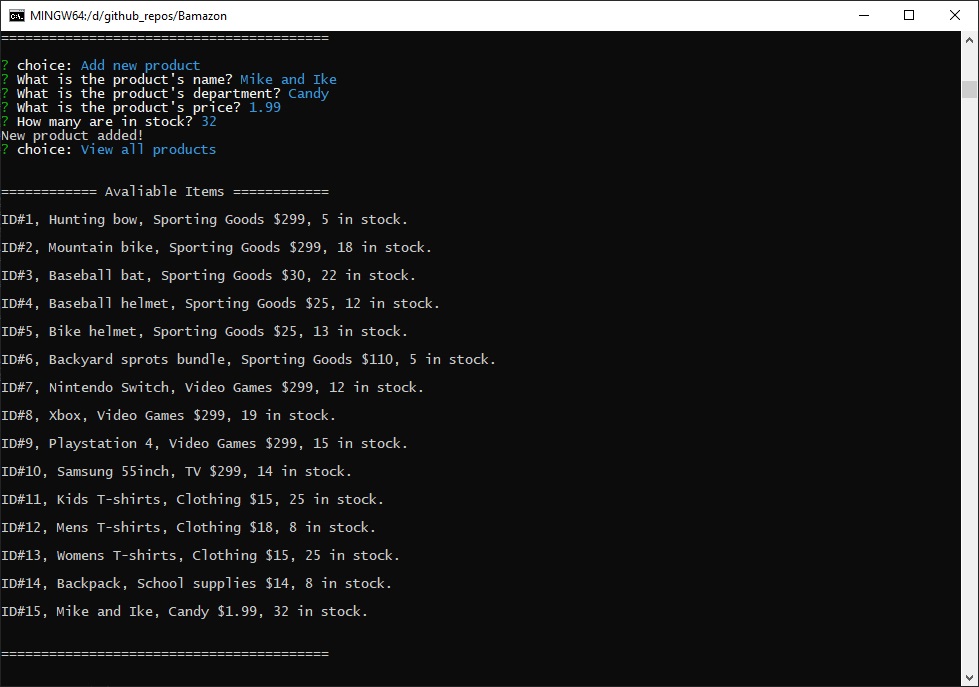 MINGW64:/d/github_repos/Bamazon
=========================================
? choice: Add new product
? What is the product's name? Mike and Ike
? What is the product's department? Candy
? What is the product's price? 1.99
? How many are in stock? 32
New product added!
? choice: View all products
============ Avaliable Items ============
ID#1, Hunting bow, Sporting Goods $299, 5 in stock.
ID#2, Mountain bike, Sporting Goods $299, 18 in stock.
ID#3, Baseball bat, Sporting Goods $30, 22 in stock.
ID#4, Baseball helmet, Sporting Goods $25, 12 in stock.
ID#5, Bike helmet, Sporting Goods $25, 13 in stock.
ID#6, Backyard sprots bundle, Sporting Goods $110, 5 in stock.
ID#7, Nintendo Switch, Video Games $299, 12 in stock.
ID#8, Xbox, Video Games $299, 19 in stock.
ID#9, Playstation 4, Video Games $299, 15 in stock.
ID#10, Samsung 55inch, TV $299, 14 in stock.
ID#11, Kids T-shirts, Clothing $15, 25 in stock.
ID#12, Mens T-shirts, Clothing $18, 8 in stock.
ID#13, Womens T-shirts, Clothing $15, 25 in stock.
ID#14, Backpack, School supplies $14, 8 in stock.
ID#15, Mike and Ike, Candy $1.99, 32 in stock.
=========================================